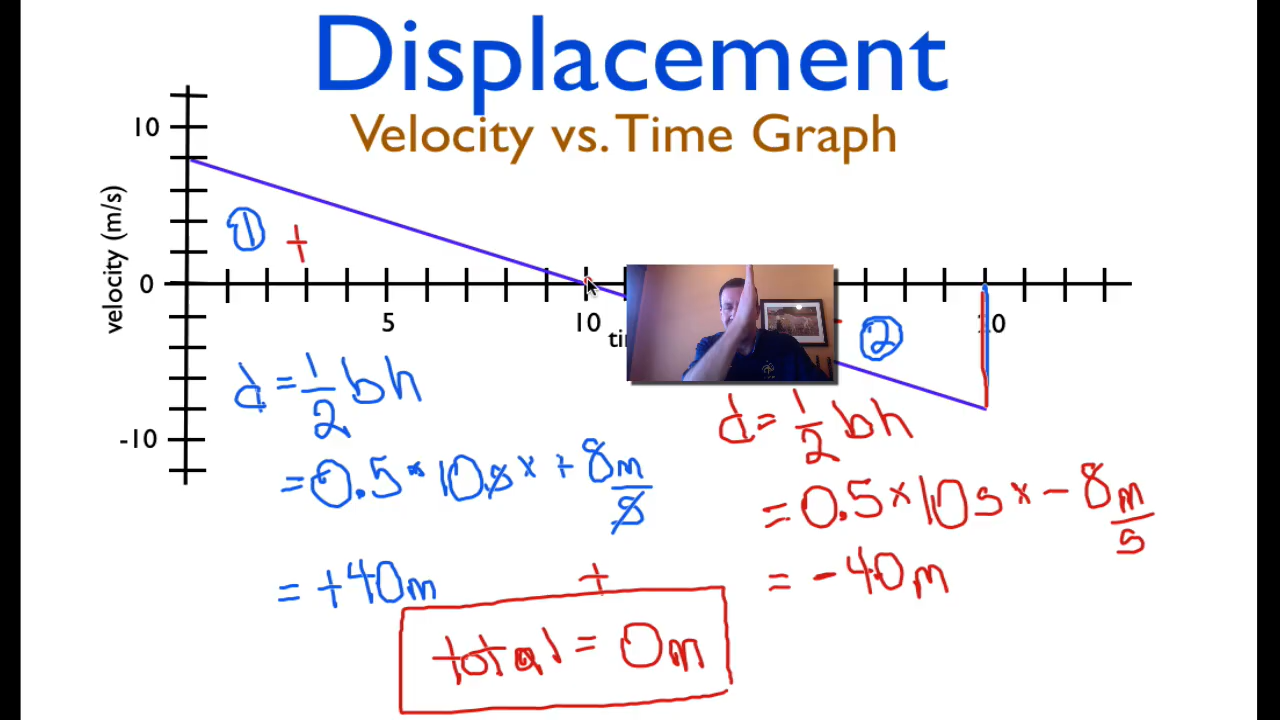 Displacement
Velocity vs. Time Graph
10
velocity (m/s)
① +
0
5
10
20
②
-10
d = 1/2 bh
= 0.5 * 10s x + 8 m/s
= +40m
d = 1/2 bh
= 0.5 x 10s x - 8 m/s
= -40m
+
total = 0m